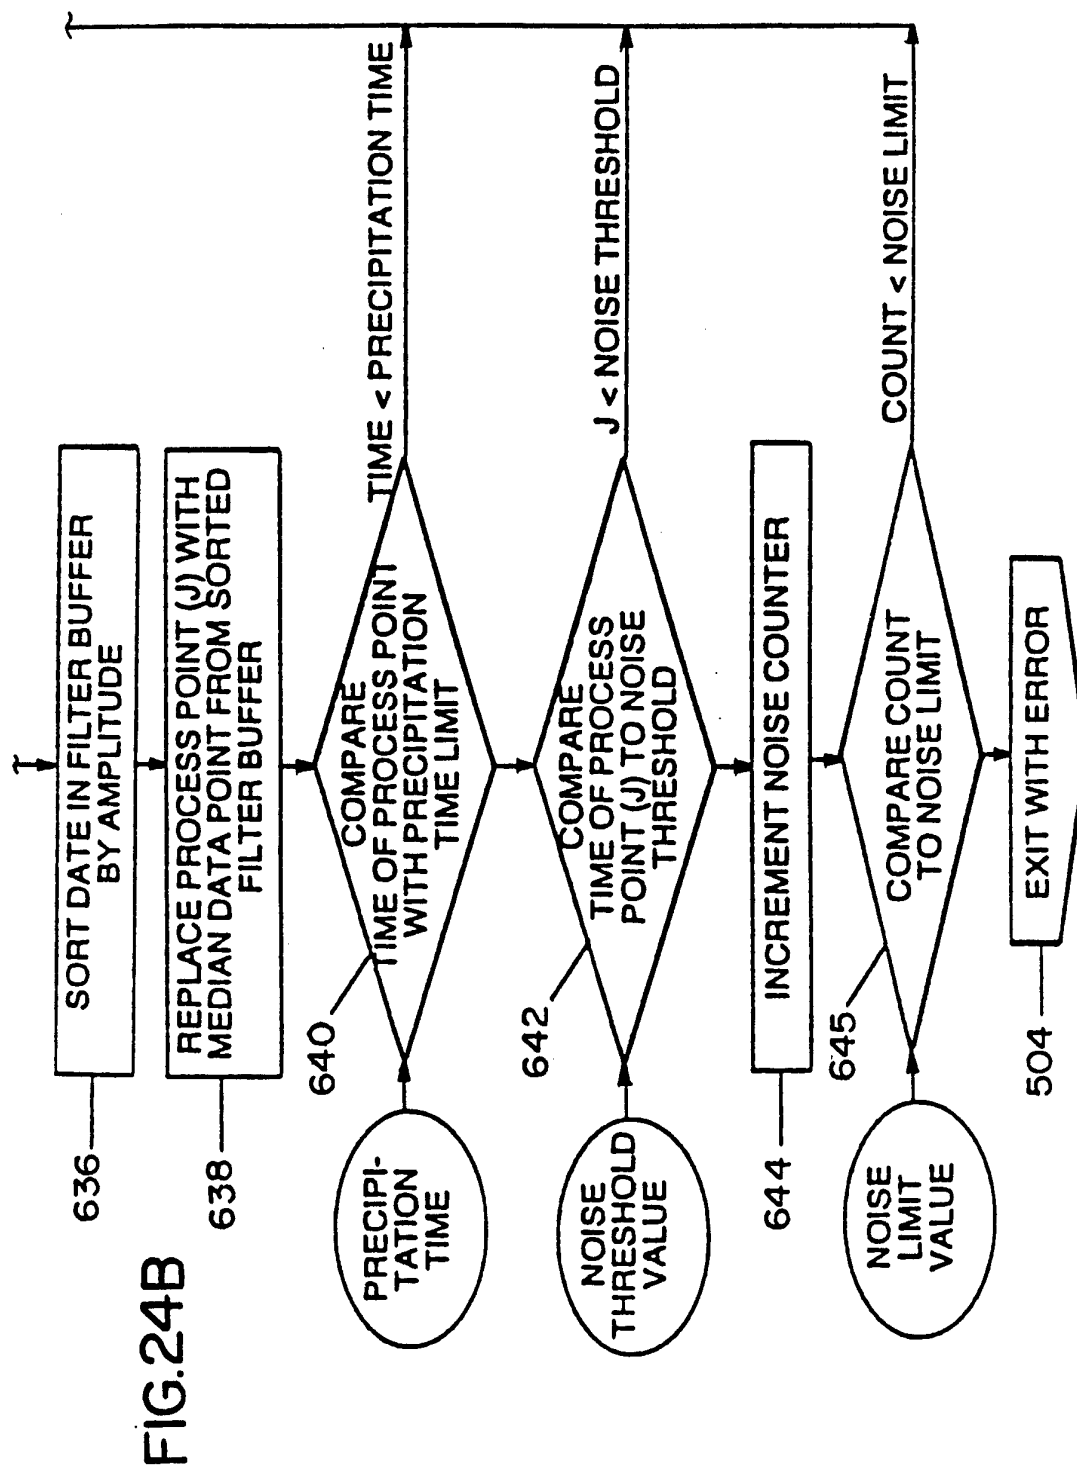 FIG.24B
636
SORT DATE IN FILTER BUFFER
BY AMPLITUDE
638
REPLACE PROCESS POINT (J) WITH
MEDIAN DATA POINT FROM SORTED
FILTER BUFFER
PRECIPI-
TATION
TIME
640
COMPARE
TIME OF PROCESS POINT
WITH PRECIPITATION
TIME LIMIT
TIME < PRECIPITATION TIME
NOISE
THRESHOLD
VALUE
642
COMPARE
TIME OF PROCESS
POINT (J) TO NOISE
THRESHOLD
J < NOISE THRESHOLD
644
INCREMENT NOISE COUNTER
NOISE
LIMIT
VALUE
645
COMPARE COUNT
TO NOISE LIMIT
COUNT < NOISE LIMIT
504
EXIT WITH ERROR